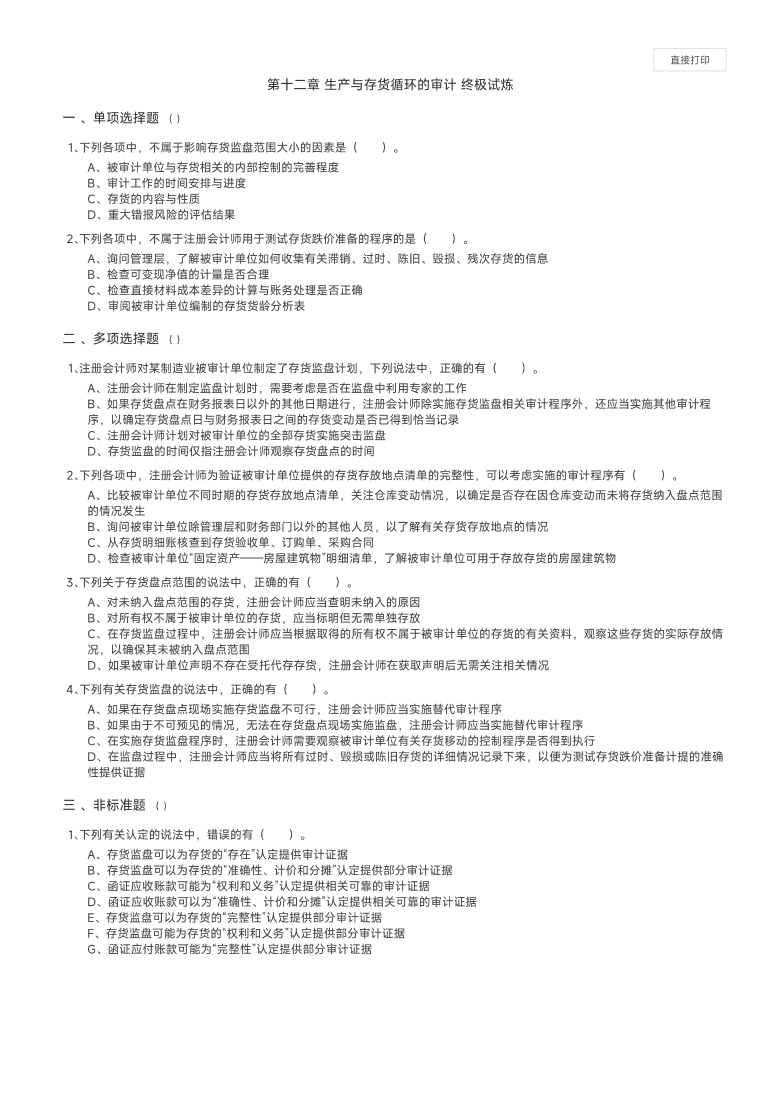 直接打印
第十二章 生产与存货循环的审计 终极试炼
一 、单项选择题 ( )
1、下列各项中，不属于影响存货监盘范围大小的因素是（　　）。
A、被审计单位与存货相关的内部控制的完善程度
B、审计工作的时间安排与进度
C、存货的内容与性质
D、重大错报风险的评估结果
2、下列各项中，不属于注册会计师用于测试存货跌价准备的程序的是（　　）。
A、询问管理层，了解被审计单位如何收集有关滞销、过时、陈旧、毁损、残次存货的信息
B、检查可变现净值的计量是否合理
C、检查直接材料成本差异的计算与账务处理是否正确
D、审阅被审计单位编制的存货货龄分析表
二 、多项选择题 ( )
1、注册会计师对某制造业被审计单位制定了存货监盘计划，下列说法中，正确的有（　　）。
A、注册会计师在制定监盘计划时，需要考虑是否在监盘中利用专家的工作
B、如果存货盘点在财务报表日以外的其他日期进行，注册会计师除实施存货监盘相关审计程序外，还应当实施其他审计程
序，以确定存货盘点日与财务报表日之间的存货变动是否已得到恰当记录
C、注册会计师计划对被审计单位的全部存货实施突击监盘
D、存货监盘的时间仅指注册会计师观察存货盘点的时间
2、下列各项中，注册会计师为验证被审计单位提供的存货存放地点清单的完整性，可以考虑实施的审计程序有（　　）。
A、比较被审计单位不同时期的存货存放地点清单，关注仓库变动情况，以确定是否存在因仓库变动而未将存货纳入盘点范围
的情况发生
B、询问被审计单位除管理层和财务部门以外的其他人员，以了解有关存货存放地点的情况
C、从存货明细账核查到存货验收单、订购单、采购合同
D、检查被审计单位“固定资产——房屋建筑物”明细清单，了解被审计单位可用于存放存货的房屋建筑物
3、下列关于存货盘点范围的说法中，正确的有（　　）。
A、对未纳入盘点范围的存货，注册会计师应当查明未纳入的原因
B、对所有权不属于被审计单位的存货，应当标明但无需单独存放
C、在存货监盘过程中，注册会计师应当根据取得的所有权不属于被审计单位的存货的有关资料，观察这些存货的实际存放情
况，以确保其未被纳入盘点范围
D、如果被审计单位声明不存在受托代存存货，注册会计师在获取声明后无需关注相关情况
4、下列有关存货监盘的说法中，正确的有（　　）。
A、如果在存货盘点现场实施存货监盘不可行，注册会计师应当实施替代审计程序
B、如果由于不可预见的情况，无法在存货盘点现场实施监盘，注册会计师应当实施替代审计程序
C、在实施存货监盘程序时，注册会计师需要观察被审计单位有关存货移动的控制程序是否得到执行
D、在监盘过程中，注册会计师应当将所有过时、毁损或陈旧存货的详细情况记录下来，以便为测试存货跌价准备计提的准确
性提供证据
三 、非标准题 ( )
1、下列有关认定的说法中，错误的有（　　）。
A、存货监盘可以为存货的“存在”认定提供审计证据
B、存货监盘可以为存货的“准确性、计价和分摊”认定提供部分审计证据
C、函证应收账款可能为“权利和义务”认定提供相关可靠的审计证据
D、函证应收账款可以为“准确性、计价和分摊”认定提供相关可靠的审计证据
E、存货监盘可以为存货的“完整性”认定提供部分审计证据
F、存货监盘可能为存货的“权利和义务”认定提供部分审计证据
G、函证应付账款可能为“完整性”认定提供部分审计证据